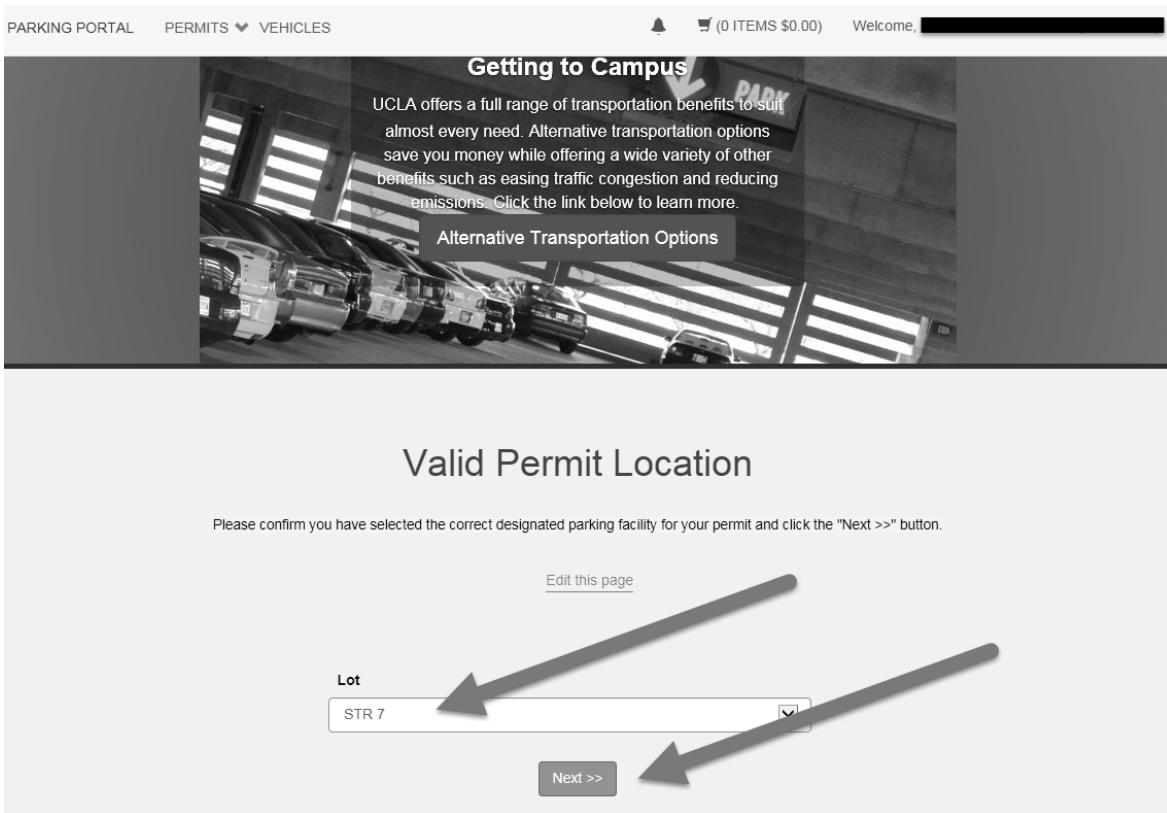 PARKING PORTAL PERMITS VEHICLES (0 ITEMS $0.00) Welcome,
Getting to Campus
PARK
UCLA offers a full range of transportation benefits to suit
almost every need. Alternative transportation options
save you money while offering a wide variety of other
benefits such as easing traffic congestion and reducing
emissions. Click the link below to learn more.
Alternative Transportation Options
Valid Permit Location
Please confirm you have selected the correct designated parking facility for your permit and click the "Next >>" button.
Edit this page
Lot
STR 7
Next >>